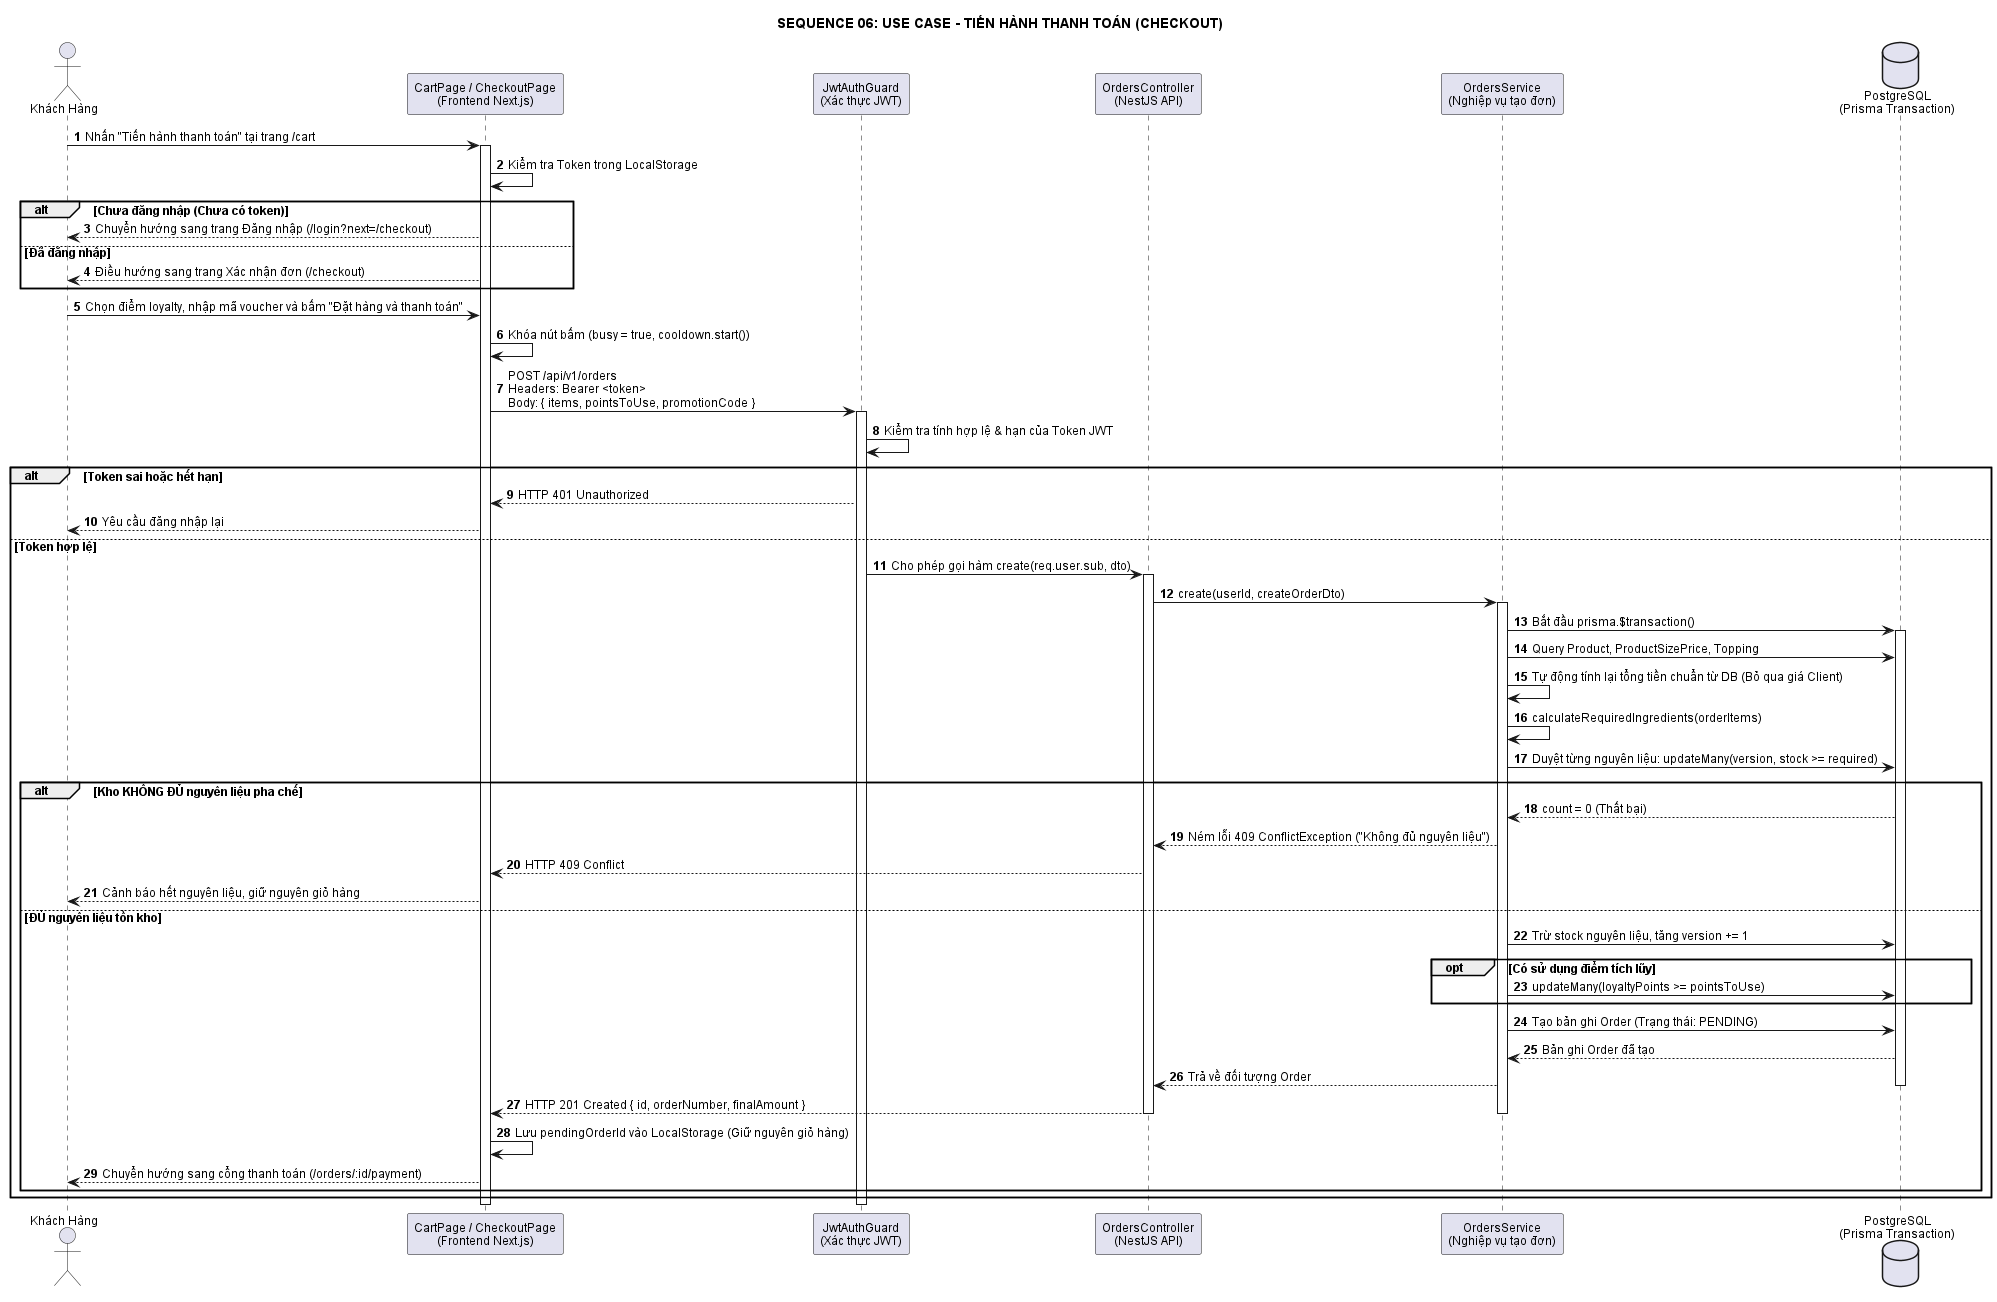 SEQUENCE 06: USE CASE - TIẾN HÀNH THANH TOÁN (CHECKOUT)
Khách Hàng
CartPage / CheckoutPage
(Frontend Next.js)
JwtAuthGuard
(Xác thực JWT)
OrdersController
(NestJS API)
OrdersService
(Nghiệp vụ tạo đơn)
PostgreSQL
(Prisma Transaction)
1 Nhấn "Tiến hành thanh toán" tại trang /cart
2 Kiểm tra Token trong LocalStorage
alt [Chưa đăng nhập (Chưa có token)]
3 Chuyển hướng sang trang Đăng nhập (/login?next=/checkout)
[Đã đăng nhập]
4 Điều hướng sang trang Xác nhận đơn (/checkout)
5 Chọn điểm loyalty, nhập mã voucher và bấm "Đặt hàng và thanh toán"
6 Khóa nút bấm (busy = true, cooldown.start())
POST /api/v1/orders
7 Headers: Bearer <token>
Body: { items, pointsToUse, promotionCode }
8 Kiểm tra tính hợp lệ & hạn của Token JWT
alt [Token sai hoặc hết hạn]
9 HTTP 401 Unauthorized
10 Yêu cầu đăng nhập lại
[Token hợp lệ]
11 Cho phép gọi hàm create(req.user.sub, dto)
12 create(userId, createOrderDto)
13 Bắt đầu prisma.$transaction()
14 Query Product, ProductSizePrice, Topping
15 Tự động tính lại tổng tiền chuẩn từ DB (Bỏ qua giá Client)
16 calculateRequiredIngredients(orderItems)
17 Duyệt từng nguyên liệu: updateMany(version, stock >= required)
alt [Kho KHÔNG ĐỦ nguyên liệu pha chế]
18 count = 0 (Thất bại)
19 Ném lỗi 409 ConflictException ("Không đủ nguyên liệu")
20 HTTP 409 Conflict
21 Cảnh báo hết nguyên liệu, giữ nguyên giỏ hàng
[ĐỦ nguyên liệu tồn kho]
22 Trừ stock nguyên liệu, tăng version += 1
opt [Có sử dụng điểm tích lũy]
23 updateMany(loyaltyPoints >= pointsToUse)
24 Tạo bản ghi Order (Trạng thái: PENDING)
25 Bản ghi Order đã tạo
26 Trả về đối tượng Order
27 HTTP 201 Created { id, orderNumber, finalAmount }
28 Lưu pendingOrderId vào LocalStorage (Giữ nguyên giỏ hàng)
29 Chuyển hướng sang cổng thanh toán (/orders/:id/payment)
Khách Hàng
CartPage / CheckoutPage
(Frontend Next.js)
JwtAuthGuard
(Xác thực JWT)
OrdersController
(NestJS API)
OrdersService
(Nghiệp vụ tạo đơn)
PostgreSQL
(Prisma Transaction)